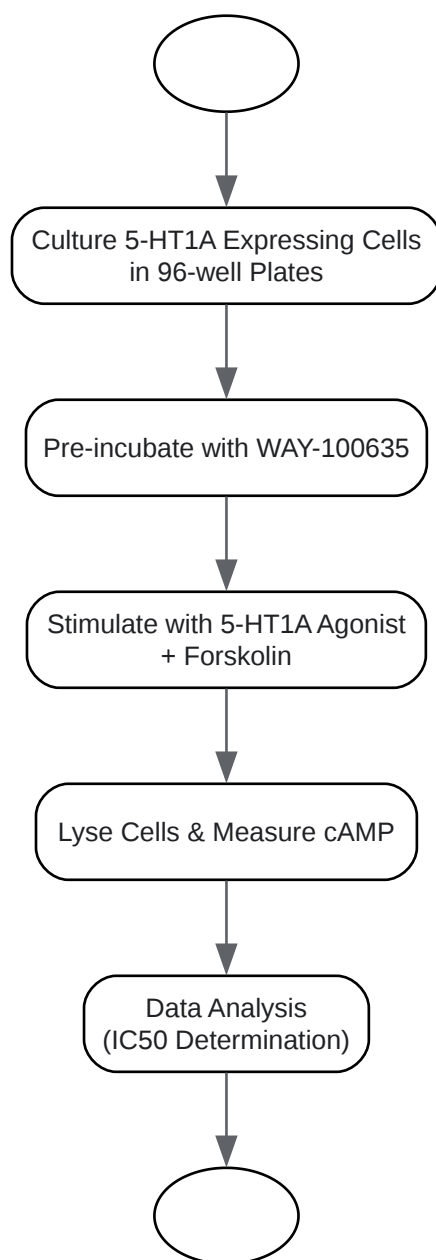 Culture 5-HT1A Expressing Cells
in 96-well Plates
Pre-incubate with WAY-100635
Stimulate with 5-HT1A Agonist
+ Forskolin
Lyse Cells & Measure cAMP
Data Analysis
(IC50 Determination)